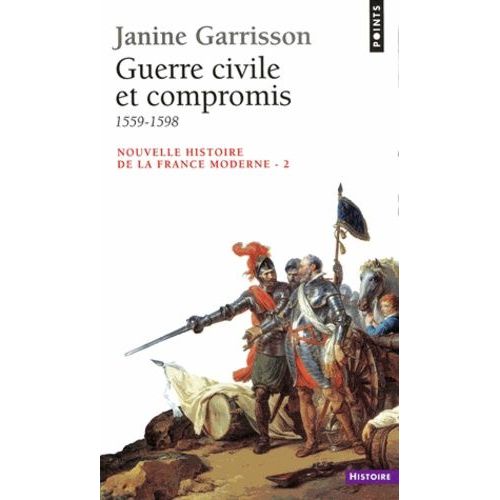 Janine Garrisson
POINTS
Guerre civile
et compromis
1559-1598
NOUVELLE HISTOIRE
DE LA FRANCE MODERNE - 2
HISTOIRE